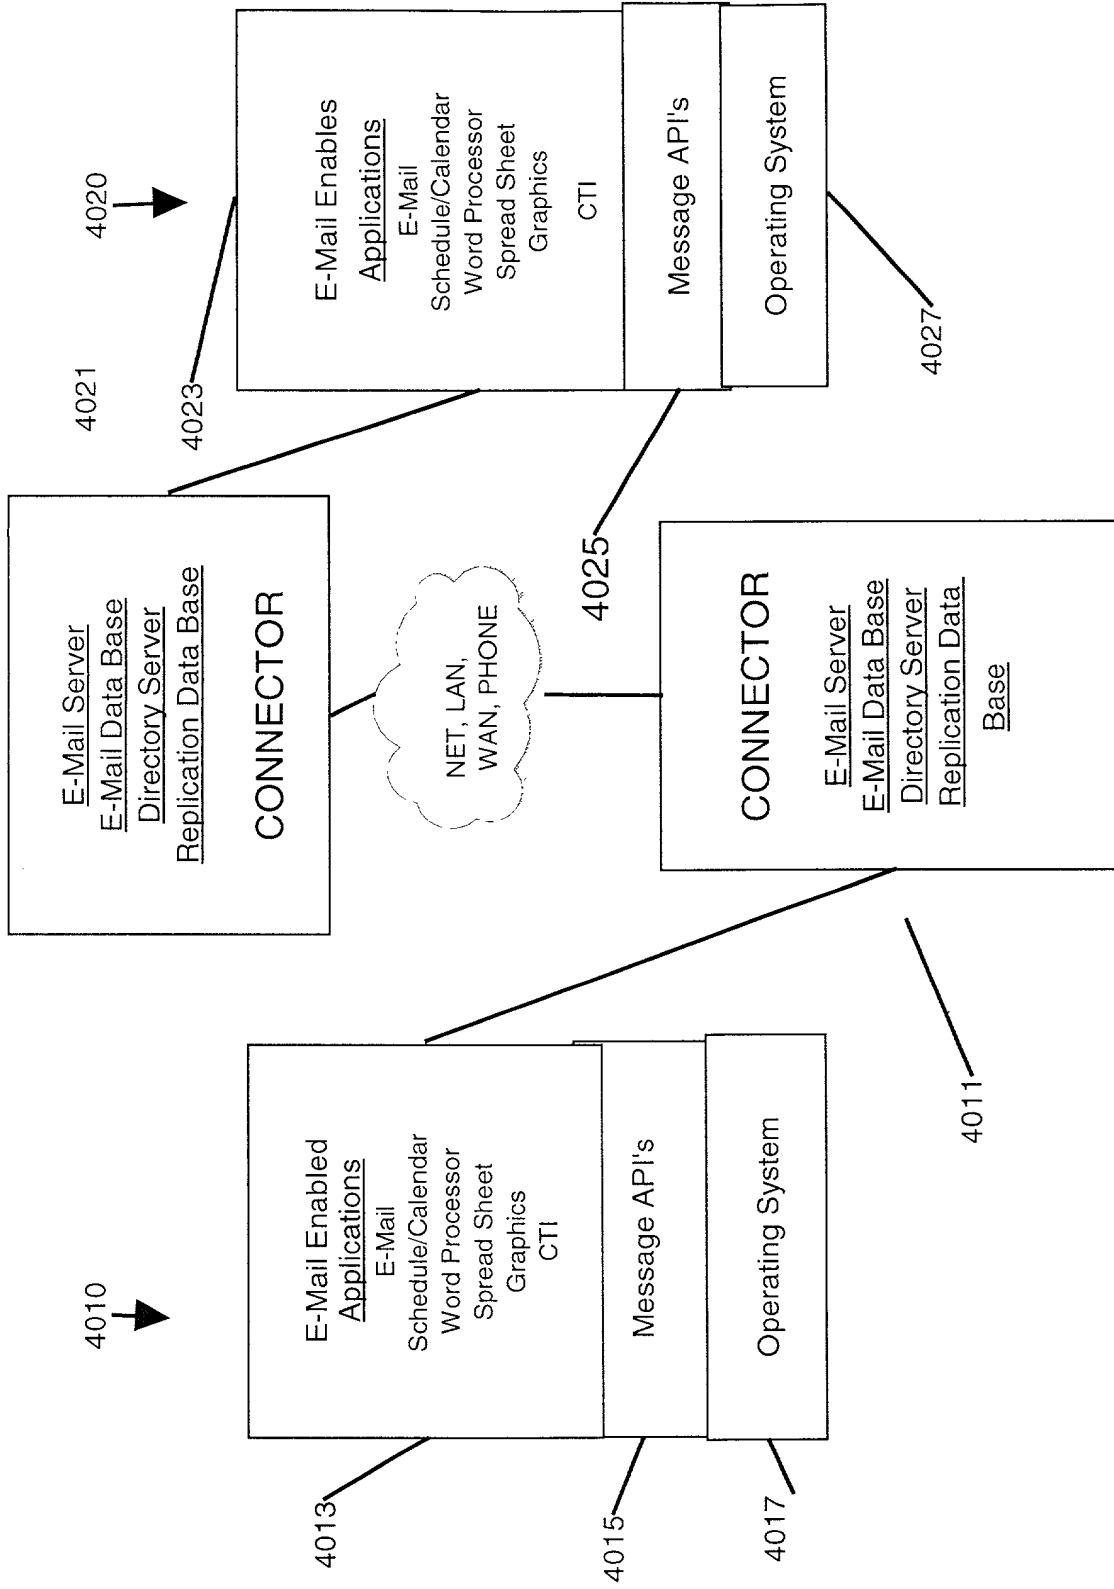 4010
E-Mail Enabled
Applications
E-Mail
Schedule/Calendar
Word Processor
Spread Sheet
Graphics
CTI
Message API's
Operating System
4013
4015
4017
E-Mail Server
E-Mail Data Base
Directory Server
Replication Data Base
CONNECTOR
NET, LAN,
WAN, PHONE
CONNECTOR
E-Mail Server
E-Mail Data Base
Directory Server
Replication Data
Base
4011
4021
4020
4023
E-Mail Enables
Applications
E-Mail
Schedule/Calendar
Word Processor
Spread Sheet
Graphics
CTI
Message API's
Operating System
4025
4027